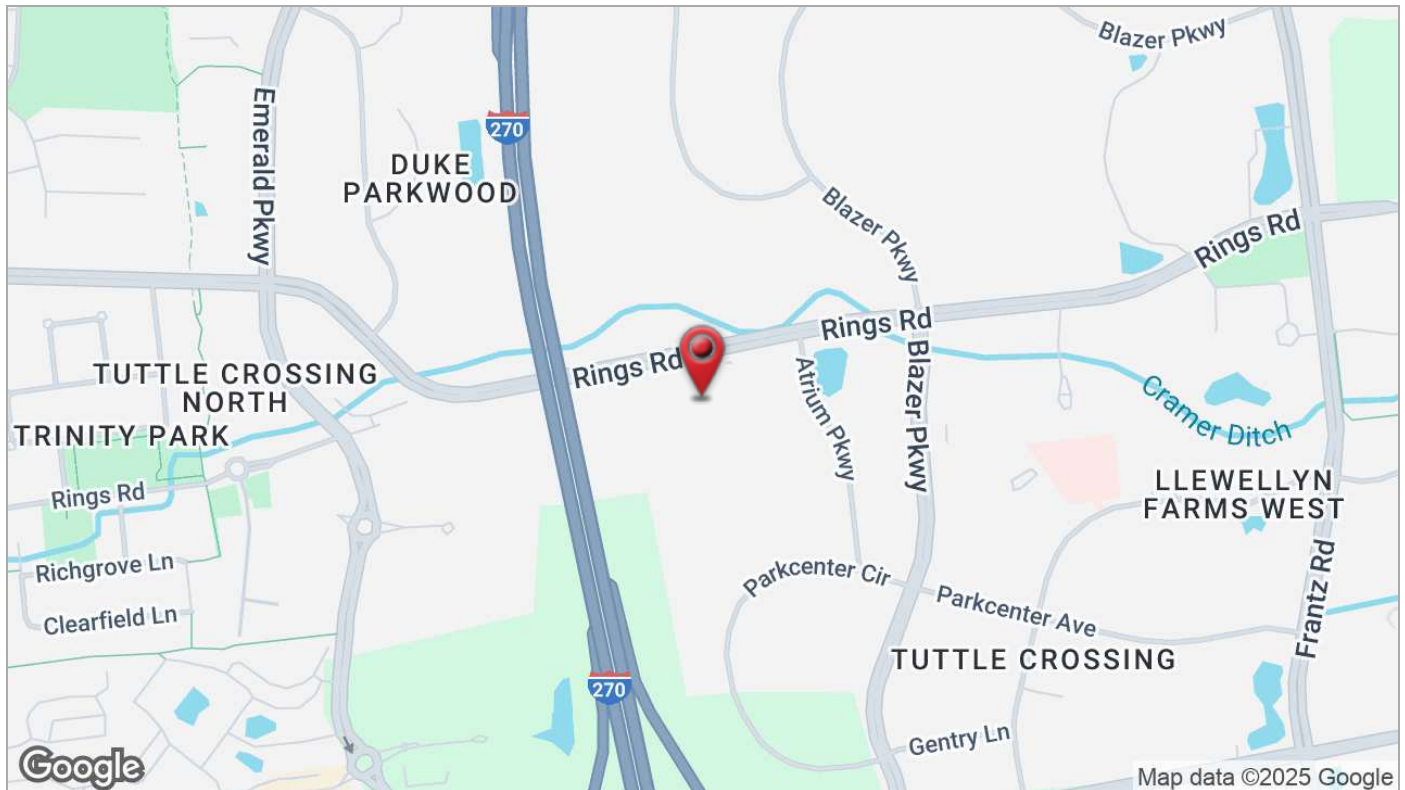 Blazer Pkwy
270
Emerald Pkwy
DUKE
PARKWOOD
Blazer Pkwy
Rings Rd
Rings Rd
Rings Rd
Blazer Pkwy
Atrium Pkwy
TUTTLE CROSSING
NORTH
TRINITY PARK
Cramer Ditch
Rings Rd
LLEWELLYN
FARMS WEST
Richgrove Ln
Clearfield Ln
Parkcenter Cir
Parkcenter Ave
Frantz Rd
TUTTLE CROSSING
270
Gentry Ln
Google
Map data ©2025 Google